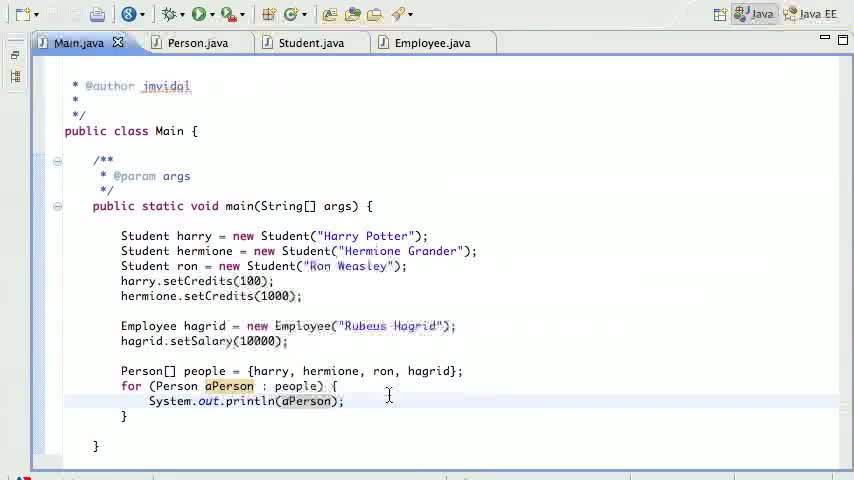 Java
Java EE
Main.java
Person.java
Student.java
Employee.java
* @author jmvidal
*
*/
public class Main {
/**
* @param args
*/
public static void main(String[] args) {
Student harry = new Student("Harry Potter");
Student hermione = new Student("Hermione Grander");
Student ron = new Student("Ron Weasley");
harry.setCredits(100);
hermione.setCredits(1000);
Employee hagrid = new Employee("Rubeus Hagrid");
hagrid.setSalary(10000);
Person[] people = {harry, hermione, ron, hagrid};
for (Person aPerson : people) {
System.out.println(aPerson);
}
}